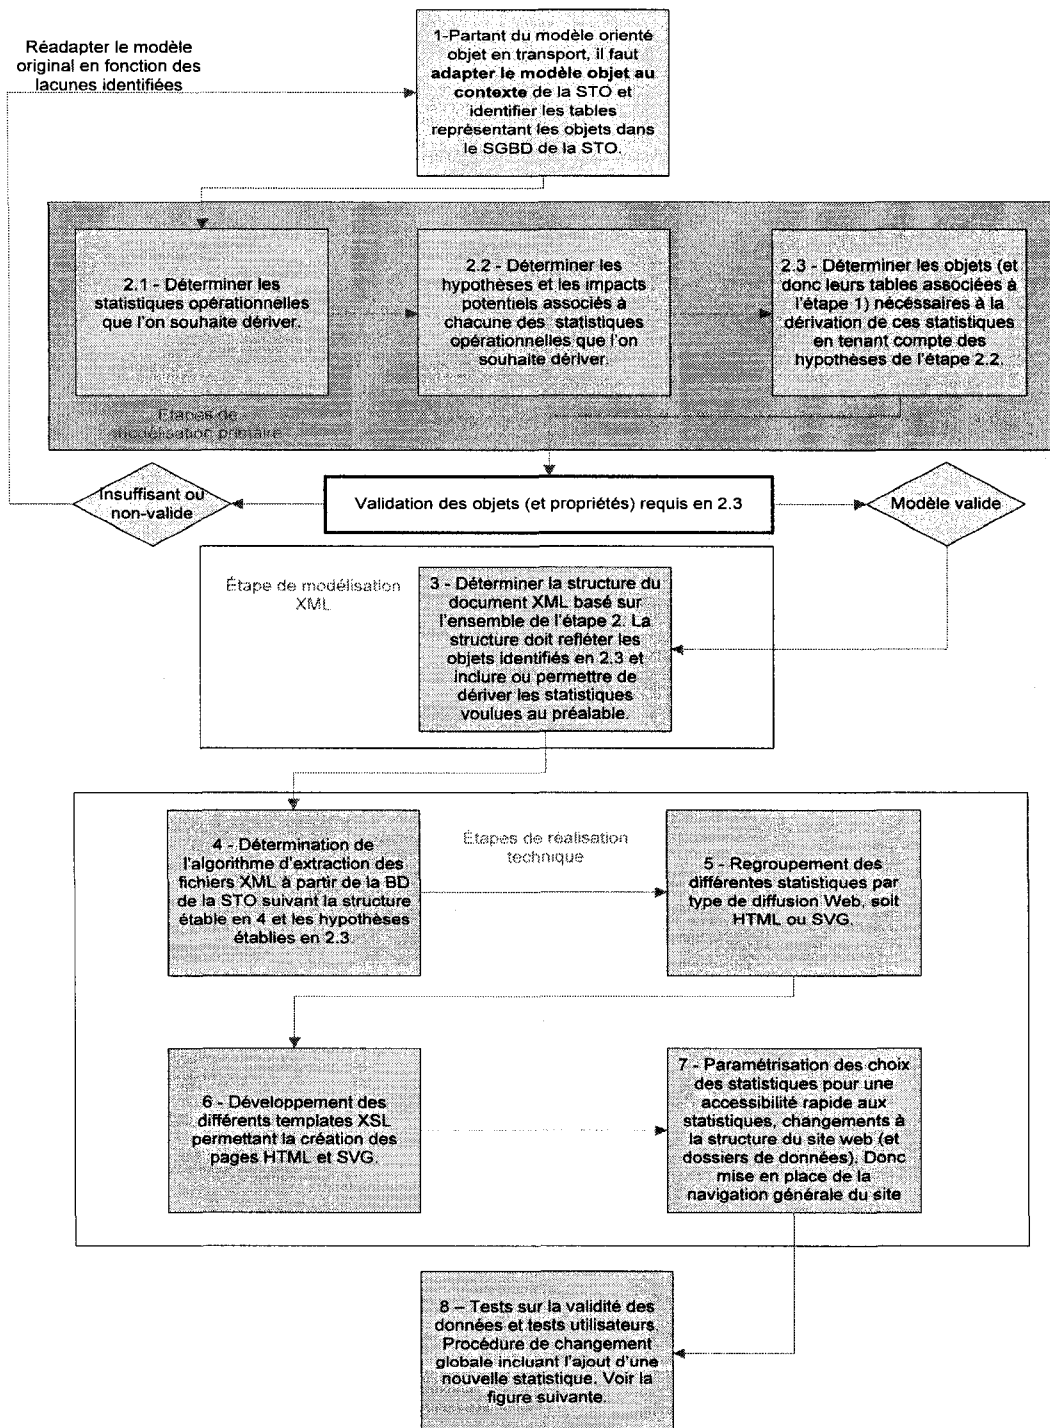 Réadapter le modèle
original en fonction des
lacunes identifiées
1-Partant du modèle orienté
objet en transport, il faut
adapter le modèle objet au
contexte de la STO et
identifier les tables
représentant les objets dans
le SGBD de la STO.
2.1 - Déterminer les
statistiques opérationnelles
que l'on souhaite dériver.
2.2 - Déterminer les
hypothèses et les impacts
potentiels associés à
chacune des statistiques
opérationnelles que l'on
souhaite dériver.
2.3 - Déterminer les objets (et
donc leurs tables associées à
l'étape 1) nécéssaires à la
dérivation de ces statistiques
en tenant compte des
hypothèses de l'étape 2.2.
Étapes de
modélisation primaire
Insuffisant ou
non-valide
Validation des objets (et propriétés) requis en 2.3
Modèle valide
Étape de modélisation
XML
3 - Déterminer la structure du
document XML basé sur
l'ensemble de l'étape 2. La
structure doit refléter les
objets identifiés en 2.3 et
inclure ou permettre de
dériver les statistiques
voulues au préalable.
4 - Détermination de
l'algorithme d'extraction des
fichiers XML à partir de la BD
de la STO suivant la structure
étable en 4 et les hypothèses
établies en 2.3.
Étapes de réalisation
technique
5 - Regroupement des
différentes statistiques par
type de diffusion Web, soit
HTML ou SVG.
6 - Développement des
différents templates XSL
permettant la création des
pages HTML et SVG.
7 - Paramétrisation des choix
des statistiques pour une
accessibilité rapide aux
statistiques, changements à
la structure du site web (et
dossiers de données). Donc
mise en place de la
navigation générale du site
8 – Tests sur la validité des
données et tests utilisateurs.
Procédure de changement
globale incluant l'ajout d'une
nouvelle statistique. Voir la
figure suivante.